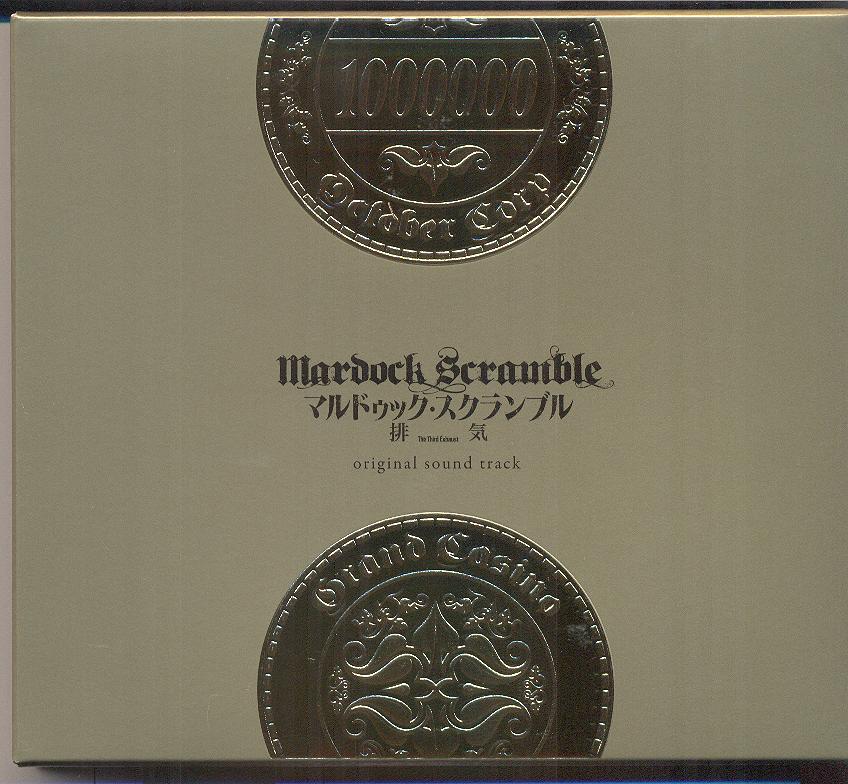 1000000
October Corp
Mardock Scramble
マルドゥック・スクランブル
排 The Third Exhaust 気
original sound track
Grand Casino